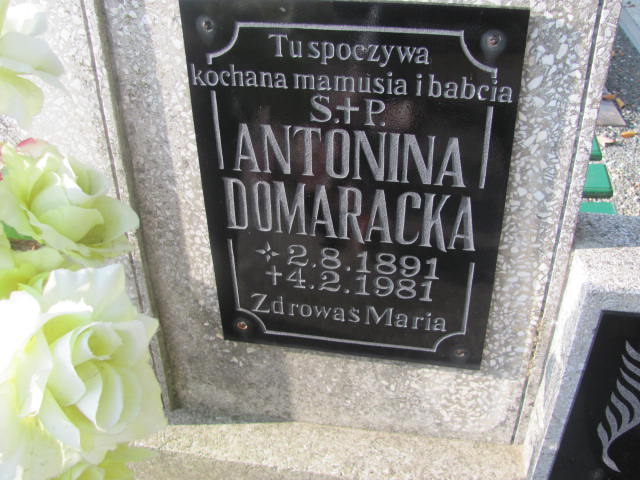 Tu spoczywa
kochana mamusia i babcia
Ś.✝P.
ANTONINA
DOMARACKA
✧2.8.1891
+4.2.1981
Zdrowaś Maria